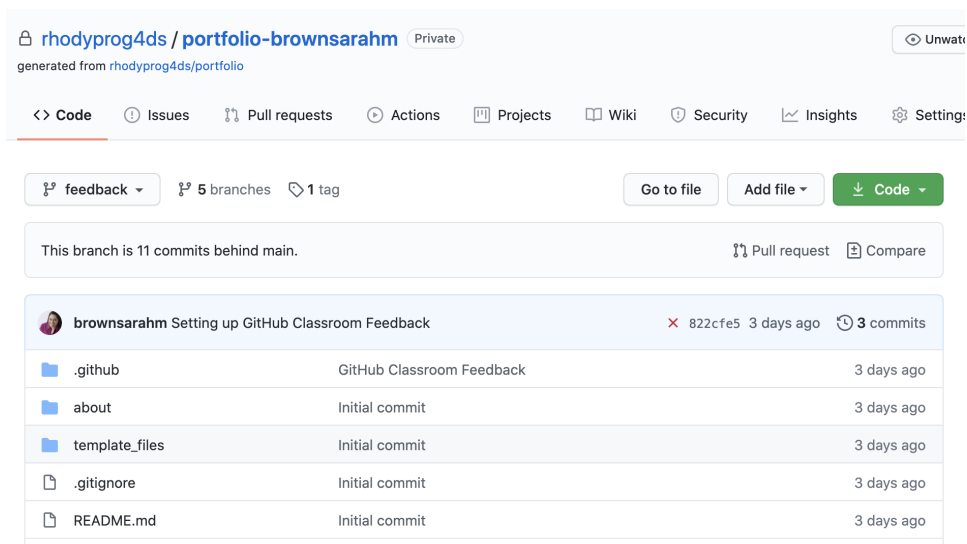 rhodyprog4ds / portfolio-brownsarahm Private
generated from rhodyprog4ds/portfolio
Code Issues Pull requests Actions Projects Wiki Security Insights Settings
feedback 5 branches 1 tag Go to file Add file Code
This branch is 11 commits behind main. Pull request Compare
brownsarahm Setting up GitHub Classroom Feedback 822cfe5 3 days ago 3 commits
.github GitHub Classroom Feedback 3 days ago
about Initial commit 3 days ago
template_files Initial commit 3 days ago
.gitignore Initial commit 3 days ago
README.md Initial commit 3 days ago